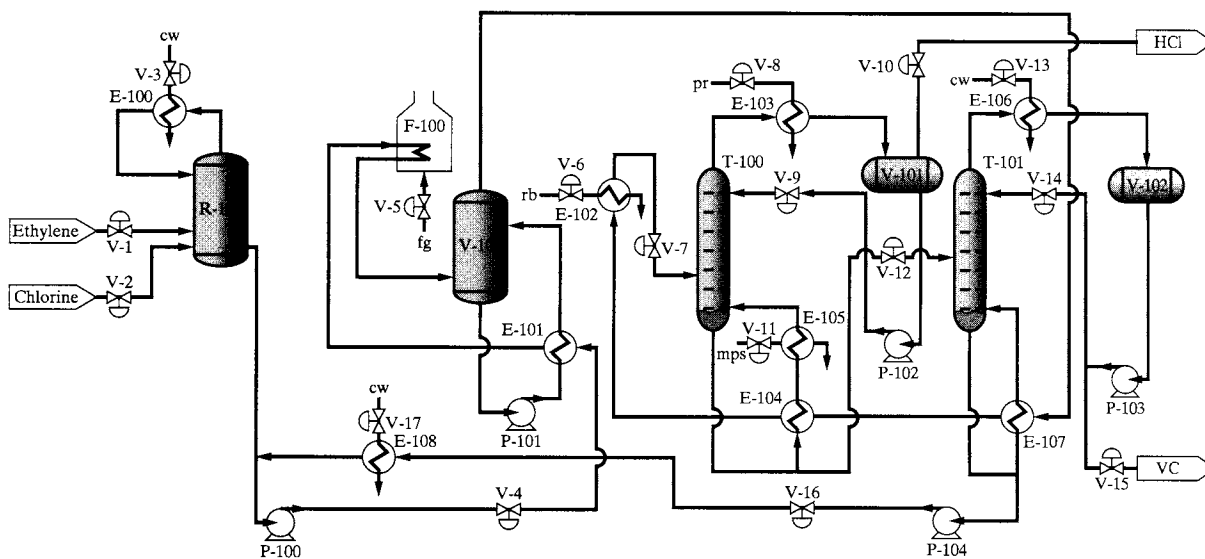 HCl
cw
V-3
E-100
V-8
pr
E-103
V-10
V-13
cw
E-106
F-100
V-6
rb
E-102
V-5
fg
V-7
T-100
V-9
V-101
T-101
V-14
V-102
R-1
Ethylene
V-1
V-10
V-12
Chlorine
V-2
E-101
V-11
mps
E-105
P-102
E-104
P-103
cw
V-17
E-108
P-101
E-107
VC
V-15
V-4
V-16
P-100
P-104